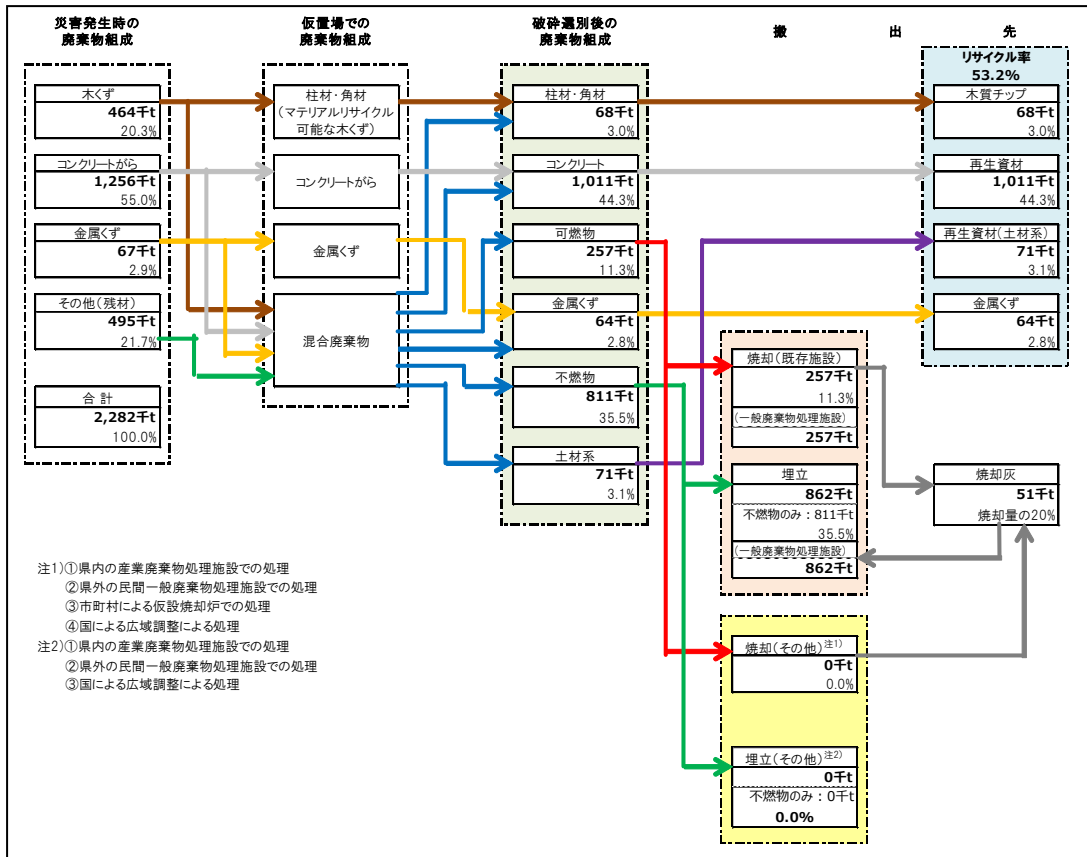 災害発生時の
廃棄物組成
木くず
464千t
20.3%
コンクリートがら
1,256千t
55.0%
金属くず
67千t
2.9%
その他(残材)
495千t
21.7%
合 計
2,282千t
100.0%
仮置場での
廃棄物組成
柱材・角材
(マテリアルリサイクル
可能な木くず)
コンクリートがら
金属くず
混合廃棄物
破砕選別後の
廃棄物組成
柱材・角材
68千t
3.0%
コンクリート
1,011千t
44.3%
可燃物
257千t
11.3%
金属くず
64千t
2.8%
不燃物
811千t
35.5%
土材系
71千t
3.1%
搬 出 先
リサイクル率
53.2%
木質チップ
68千t
3.0%
再生資材
1,011千t
44.3%
再生資材(土材系)
71千t
3.1%
金属くず
64千t
2.8%
焼却(既存施設)
257千t
11.3%
(一般廃棄物処理施設)
257千t
埋立
862千t
不燃物のみ：811千t
35.5%
(一般廃棄物処理施設)
862千t
焼却灰
51千t
焼却量の20%
焼却(その他)注1)
0千t
0.0%
埋立(その他)注2)
0千t
不燃物のみ：0千t
0.0%
注1)①県内の産業廃棄物処理施設での処理
②県外の民間一般廃棄物処理施設での処理
③市町村による仮設焼却炉での処理
④国による広域調整による処理
注2)①県内の産業廃棄物処理施設での処理
②県外の民間一般廃棄物処理施設での処理
③国による広域調整による処理